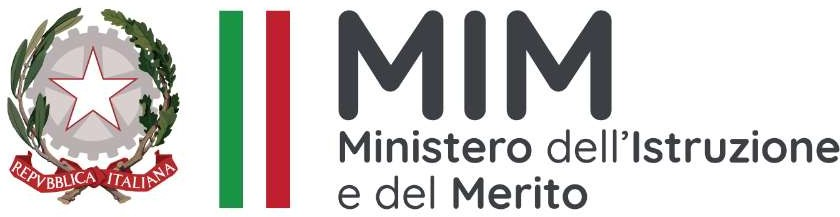 REPVBBLICA ITALIANA
MIM
Ministero dell'Istruzione
e del Merito